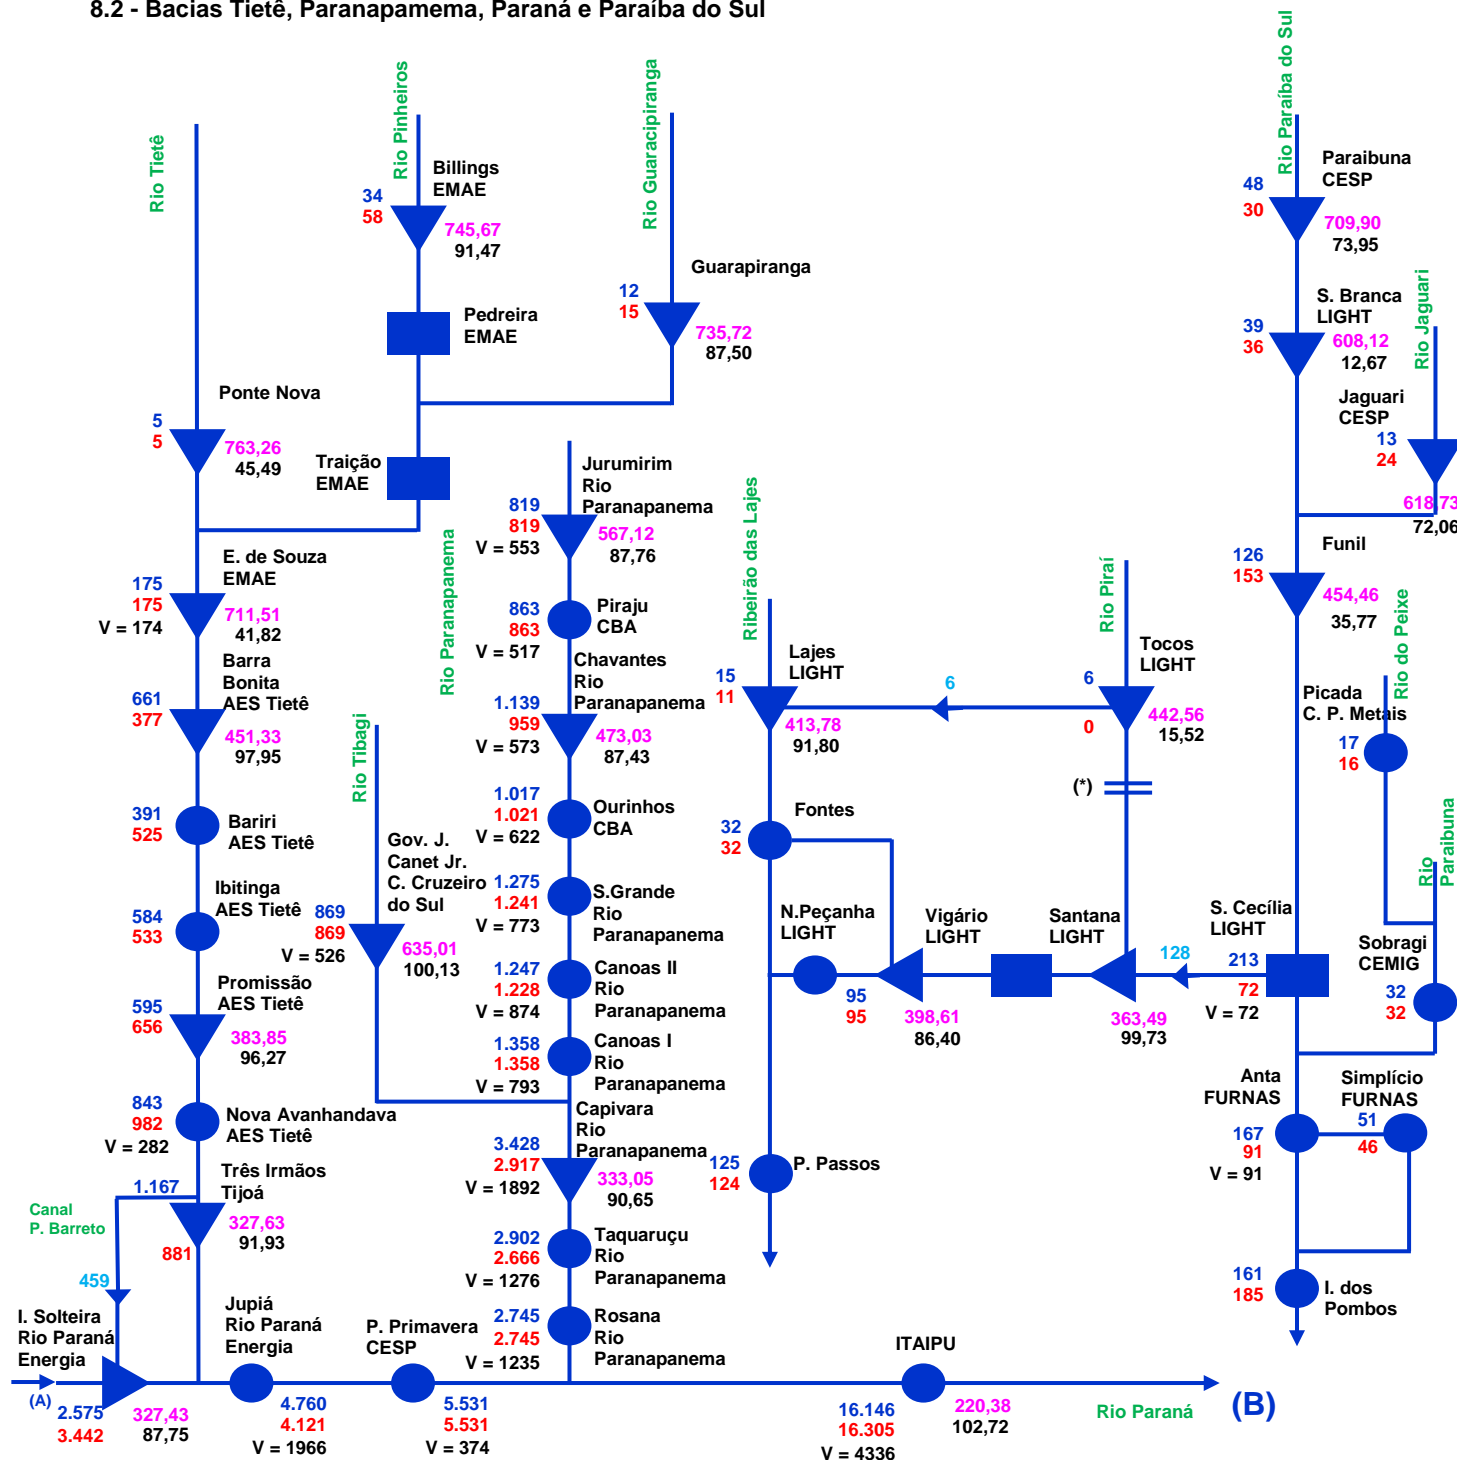 8.2 - Bacias Tietê, Paranapamema, Paraná e Paraíba do Sul
Rio Tietê
Rio Pinheiros
Rio Guaracipiranga
Rio Paraíba do Sul
Billings
EMAE
34
58
745,67
91,47
Pedreira
EMAE
Guarapiranga
12
15
735,72
87,50
Ponte Nova
5
5
763,26
45,49
Traição
EMAE
E. de Souza
EMAE
175
175
V = 174
711,51
41,82
Barra
Bonita
AES Tietê
661
377
451,33
97,95
391
525
Bariri
AES Tietê
Ibitinga
AES Tietê
584
533
Promissão
AES Tietê
595
656
383,85
96,27
843
982
V = 282
Nova Avanhandava
AES Tietê
Três Irmãos
Tijoá
1.167
881
327,63
91,93
Canal
P. Barreto
459
I. Solteira
Rio Paraná
Energia
(A)
2.575
3.442
327,43
87,75
Jupiá
Rio Paraná
Energia
4.760
4.121
V = 1966
P. Primavera
CESP
5.531
5.531
V = 374
Rio Paranapanema
Jurumirim
Rio
Paranapanema
819
819
V = 553
567,12
87,76
863
863
V = 517
Piraju
CBA
Chavantes
Rio
Paranapanema
1.139
959
V = 573
473,03
87,43
1.017
1.021
V = 622
Ourinhos
CBA
1.275
1.241
V = 773
S.Grande
Rio
Paranapanema
1.247
1.228
V = 874
Canoas II
Rio
Paranapanema
1.358
1.358
V = 793
Canoas I
Rio
Paranapanema
Rio Tibagi
Gov. J.
Canet Jr.
C. Cruzeiro
do Sul
869
869
V = 526
635,01
100,13
Capivara
Rio
Paranapanema
3.428
2.917
V = 1892
333,05
90,65
2.902
2.666
V = 1276
Taquaruçu
Rio
Paranapanema
2.745
2.745
V = 1235
Rosana
Rio
Paranapanema
ITAIPU
16.146
16.305
V = 4336
220,38
102,72
Rio Paraná
(B)
Ribeirão das Lajes
Lajes
LIGHT
15
11
413,78
91,80
6
Rio Piraí
Tocos
LIGHT
6
0
442,56
15,52
(*)
Fontes
32
32
N.Peçanha
LIGHT
95
95
Vigário
LIGHT
398,61
86,40
Santana
LIGHT
363,49
99,73
128
S. Cecília
LIGHT
213
72
V = 72
P. Passos
125
124
Paraibuna
CESP
48
30
709,90
73,95
S. Branca
LIGHT
39
36
608,12
12,67
Rio Jaguari
Jaguari
CESP
13
24
618,73
72,06
Funil
126
153
454,46
35,77
Rio do Peixe
Picada
C. P. Metais
17
16
Rio
Paraibuna
Sobragi
CEMIG
32
32
Anta
FURNAS
167
91
V = 91
Simplício
FURNAS
51
46
161
185
I. dos
Pombos